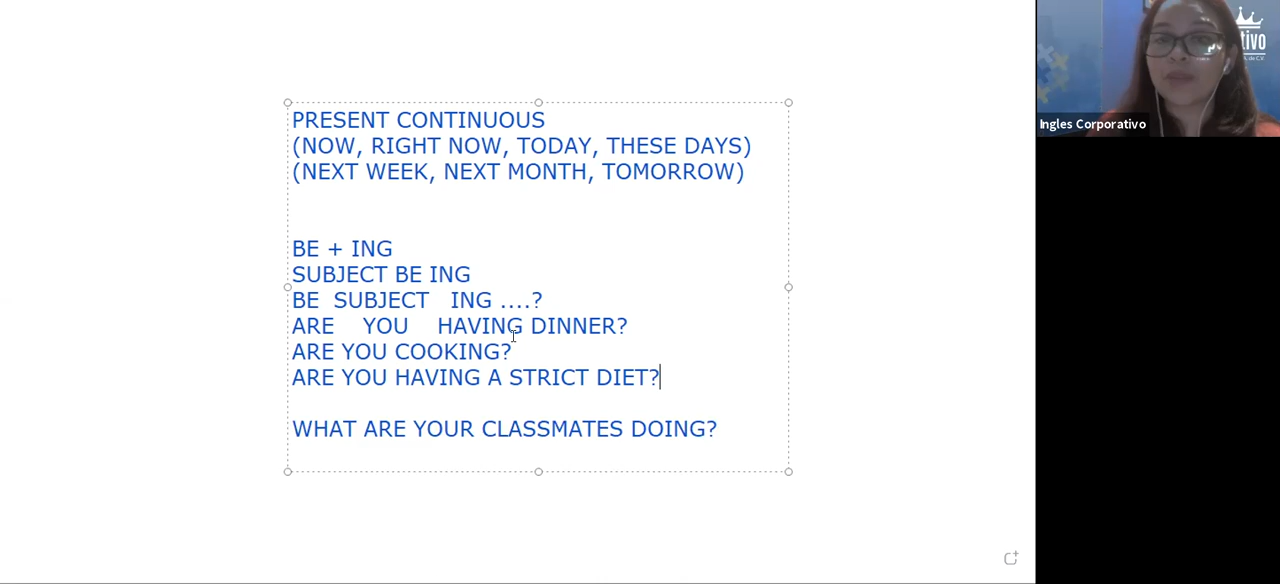 PRESENT CONTINUOUS
(NOW, RIGHT NOW, TODAY, THESE DAYS)
(NEXT WEEK, NEXT MONTH, TOMORROW)
BE + ING
SUBJECT BE ING
BE SUBJECT ING ....?
ARE YOU HAVING DINNER?
ARE YOU COOKING?
ARE YOU HAVING A STRICT DIET?
WHAT ARE YOUR CLASSMATES DOING?
tivo
Ingles Corporativo